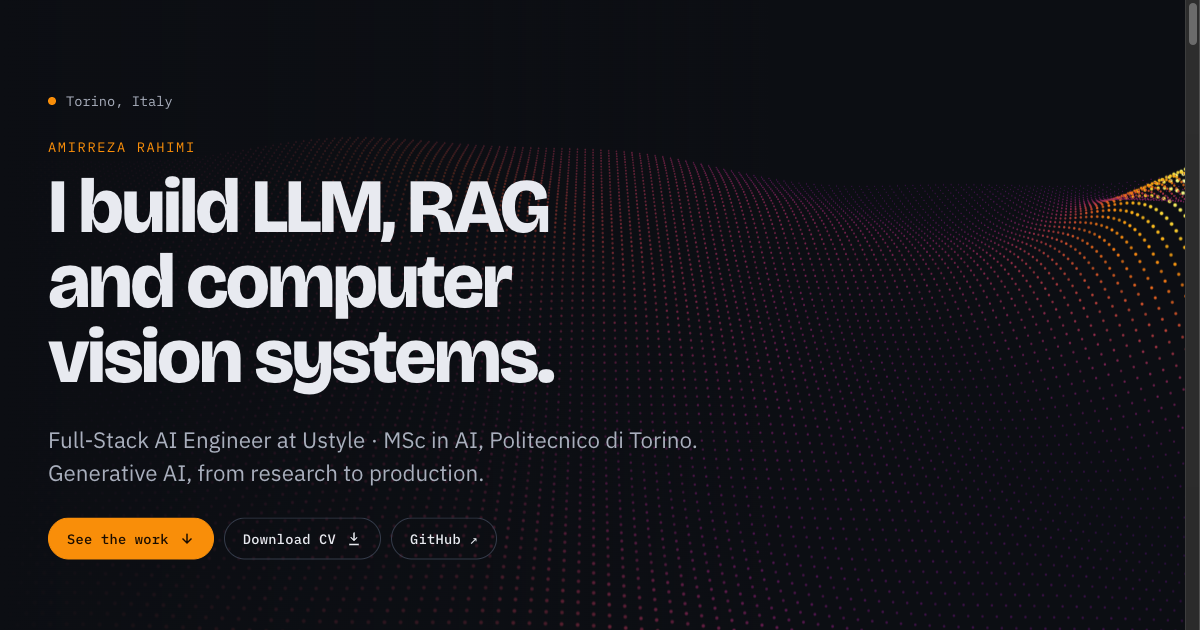 Torino, Italy
AMIRREZA RAHIMI
I build LLM, RAG
and computer
vision systems.
Full-Stack AI Engineer at Ustyle · MSc in AI, Politecnico di Torino.
Generative AI, from research to production.
See the work ↓
Download CV
GitHub ↗